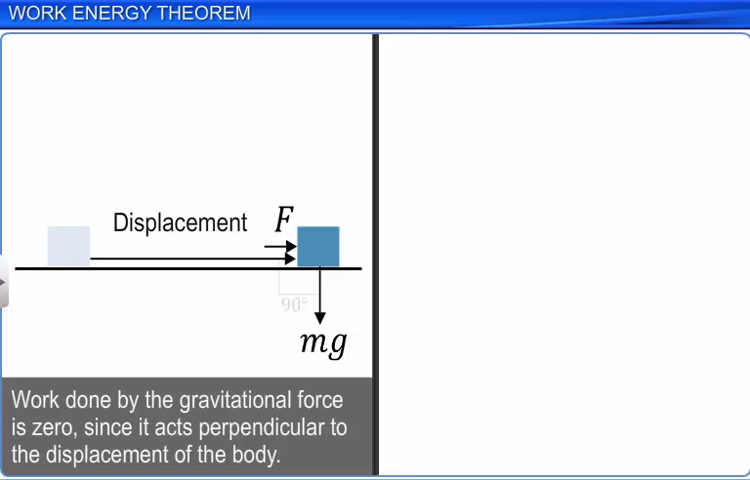 WORK ENERGY THEOREM
Displacement F
90°
mg
Work done by the gravitational force
is zero, since it acts perpendicular to
the displacement of the body.